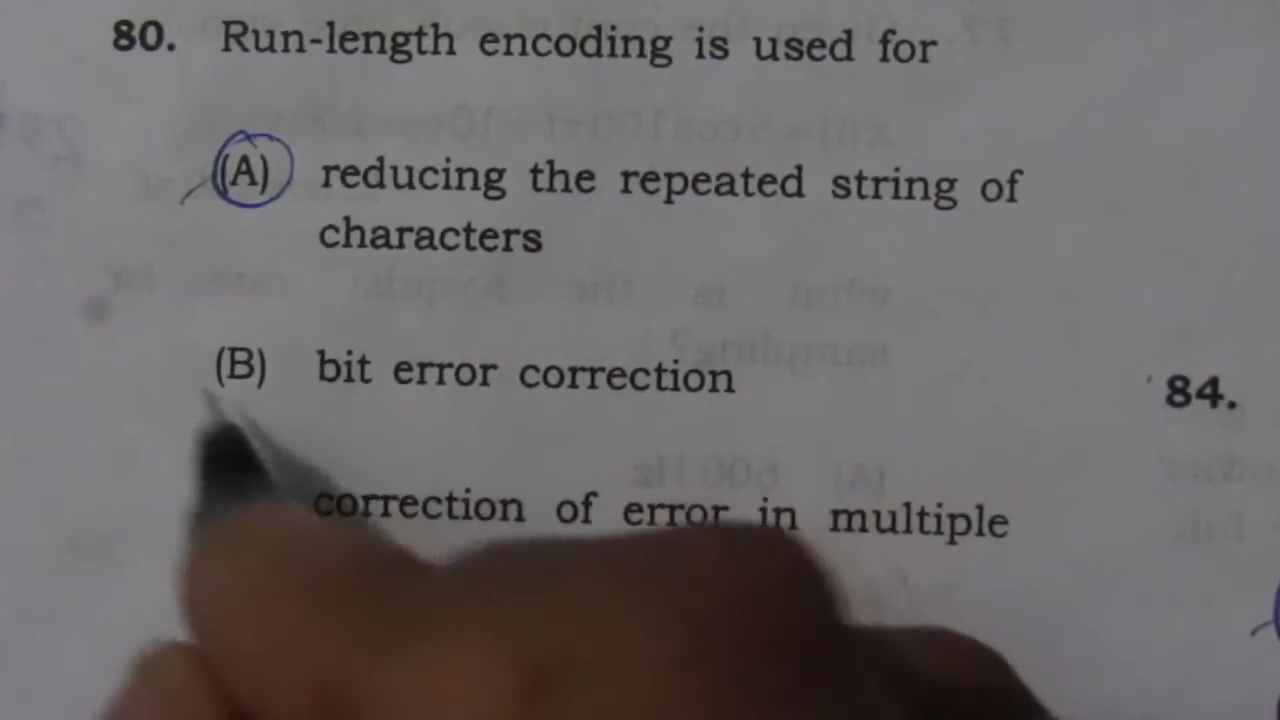 80. Run-length encoding is used for
(A) reducing the repeated string of
characters
(B) bit error correction
84.
correction of error in multiple